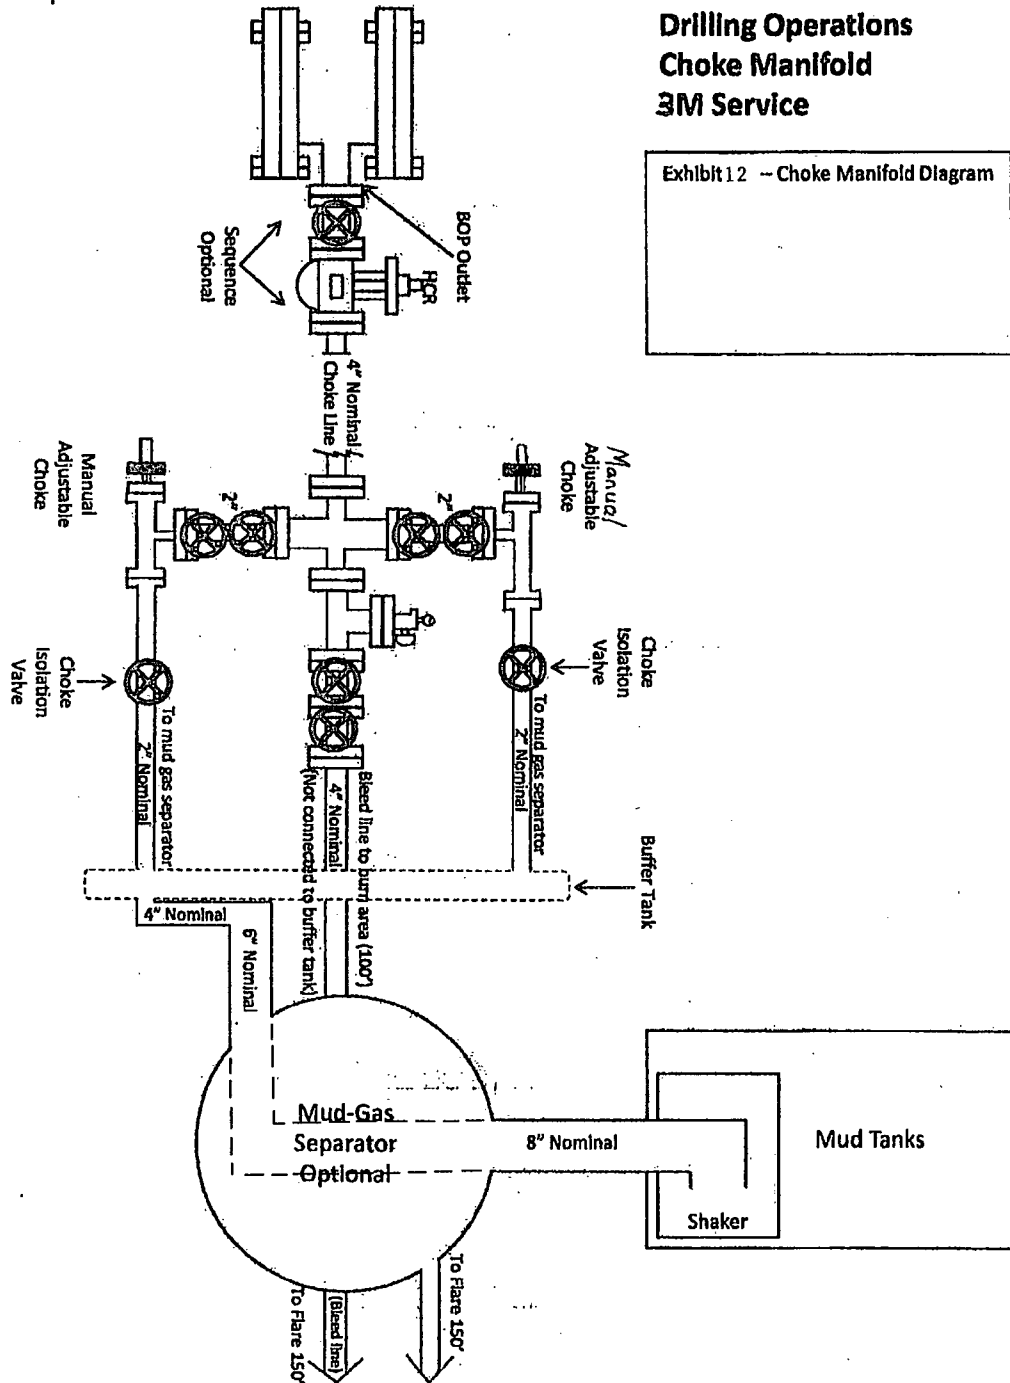 Drilling Operations
Choke Manifold
3M Service
Exhibit 12 - Choke Manifold Diagram
BOP Outlet
HCR
Sequence
Optional
4" Nominal
Choke Line
Manual
Adjustable
Choke
2"
2"
Manual
Adjustable
Choke
Choke
Isolation
Valve
Choke
Isolation
Valve
To mud gas separator
2" Nominal
Bleed line to burn area (100')
4" Nominal
(Not connected to buffer tank)
To mud gas separator
2" Nominal
Buffer Tank
4" Nominal
6" Nominal
Mud-Gas
Separator
Optional
8" Nominal
Mud Tanks
Shaker
To Flare 150'
(Bleed line)
To Flare 150'